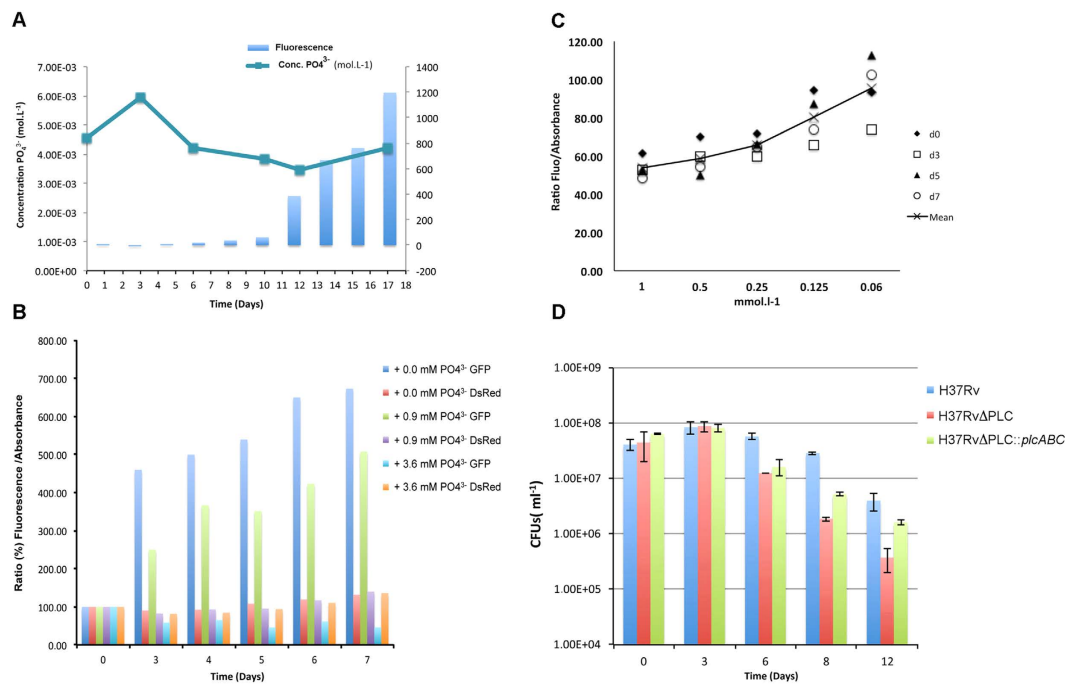 A
Fluorescence
Conc. PO4³⁻ (mol.L-1)
7.00E-03
6.00E-03
5.00E-03
4.00E-03
3.00E-03
2.00E-03
1.00E-03
0.00E+00
Concentration PO4³⁻ (mol.L⁻¹)
1400
1200
1000
800
600
400
200
0
-200
0 1 2 3 4 5 6 7 8 9 10 11 12 13 14 15 16 17 18
Time (Days)
C
120.00
100.00
80.00
60.00
40.00
20.00
0.00
Ratio Fluo/Absorbance
1 0.5 0.25 0.125 0.06
mmol.l-1
d0
d3
d5
d7
Mean
B
800.00
700.00
600.00
500.00
400.00
300.00
200.00
100.00
0.00
Ratio (%) Fluorescence /Absorbance
0 3 4 5 6 7
Time (Days)
+ 0.0 mM PO4³⁻ GFP
+ 0.0 mM PO4³⁻ DsRed
+ 0.9 mM PO4³⁻ GFP
+ 0.9 mM PO4³⁻ DsRed
+ 3.6 mM PO4³⁻ GFP
+ 3.6 mM PO4³⁻ DsRed
D
1.00E+09
1.00E+08
1.00E+07
1.00E+06
1.00E+05
1.00E+04
CFUs( ml⁻¹)
0 3 6 8 12
Time (Days)
H37Rv
H37RvΔPLC
H37RvΔPLC::plcABC